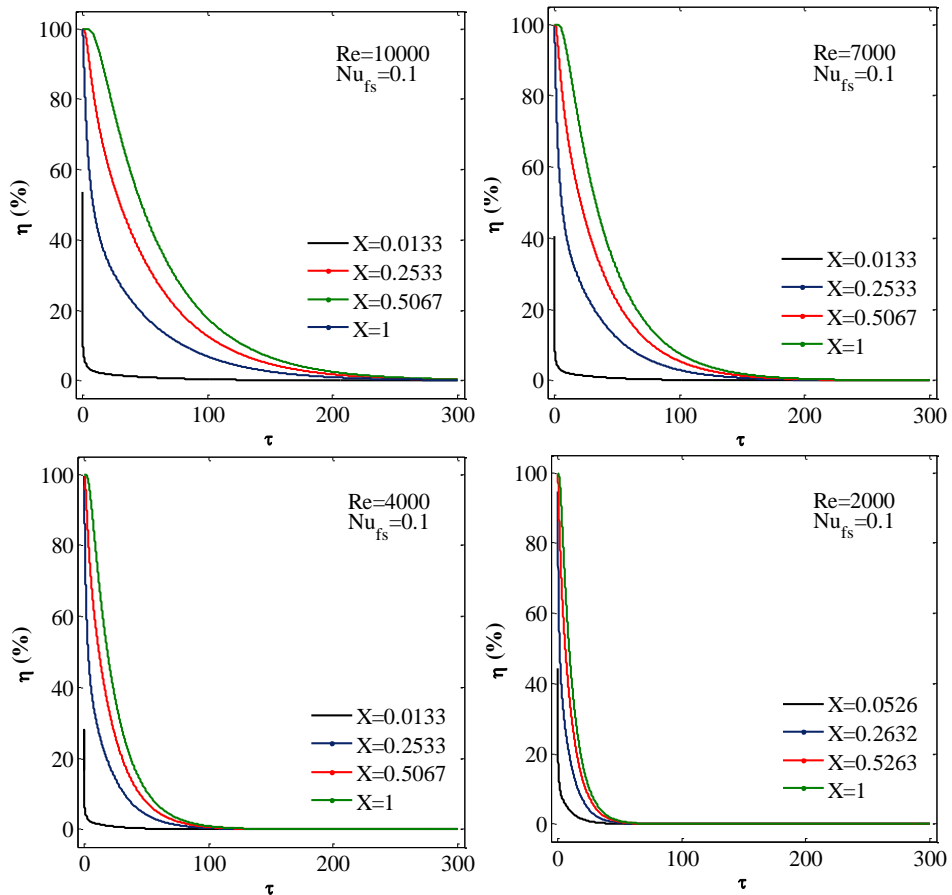 Re=10000
Nu_fs=0.1
100
80
60
40
20
0
η (%)
X=0.0133
X=0.2533
X=0.5067
X=1
0 100 200 300
τ
Re=7000
Nu_fs=0.1
100
80
60
40
20
0
η (%)
X=0.0133
X=0.2533
X=0.5067
X=1
0 100 200 300
τ
Re=4000
Nu_fs=0.1
100
80
60
40
20
0
η (%)
X=0.0133
X=0.2533
X=0.5067
X=1
0 100 200 300
τ
Re=2000
Nu_fs=0.1
100
80
60
40
20
0
η (%)
X=0.0526
X=0.2632
X=0.5263
X=1
0 100 200 300
τ